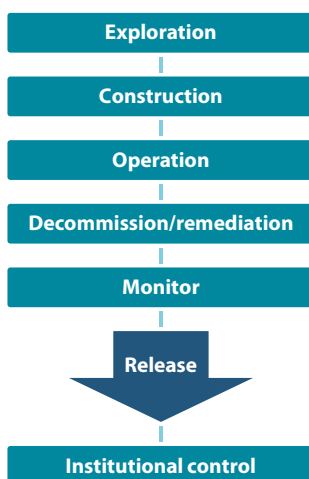 Exploration
Construction
Operation
Decommission/remediation
Monitor
Release
Institutional control